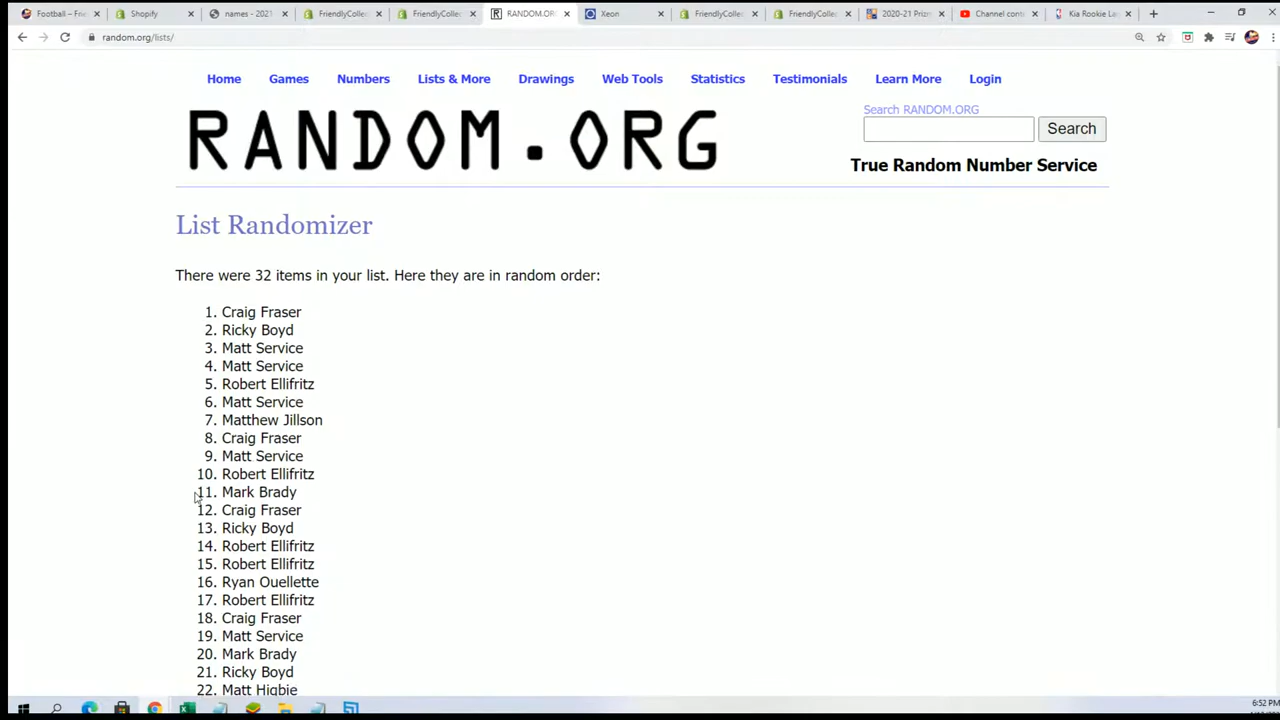 Football – Frie
Shopify
names - 2021
FriendlyCollec
FriendlyCollec
RANDOM.OR
Xeon
FriendlyCollec
FriendlyCollec
2020-21 Prizm
Channel conte
Kia Rookie La
random.org/lists/
Home Games Numbers Lists & More Drawings Web Tools Statistics Testimonials Learn More Login
RANDOM.ORG
Search RANDOM.ORG
Search
True Random Number Service
List Randomizer
There were 32 items in your list. Here they are in random order:
1. Craig Fraser
2. Ricky Boyd
3. Matt Service
4. Matt Service
5. Robert Ellifritz
6. Matt Service
7. Matthew Jillson
8. Craig Fraser
9. Matt Service
10. Robert Ellifritz
11. Mark Brady
12. Craig Fraser
13. Ricky Boyd
14. Robert Ellifritz
15. Robert Ellifritz
16. Ryan Ouellette
17. Robert Ellifritz
18. Craig Fraser
19. Matt Service
20. Mark Brady
21. Ricky Boyd
22. Matt Higbie
6:52 PM